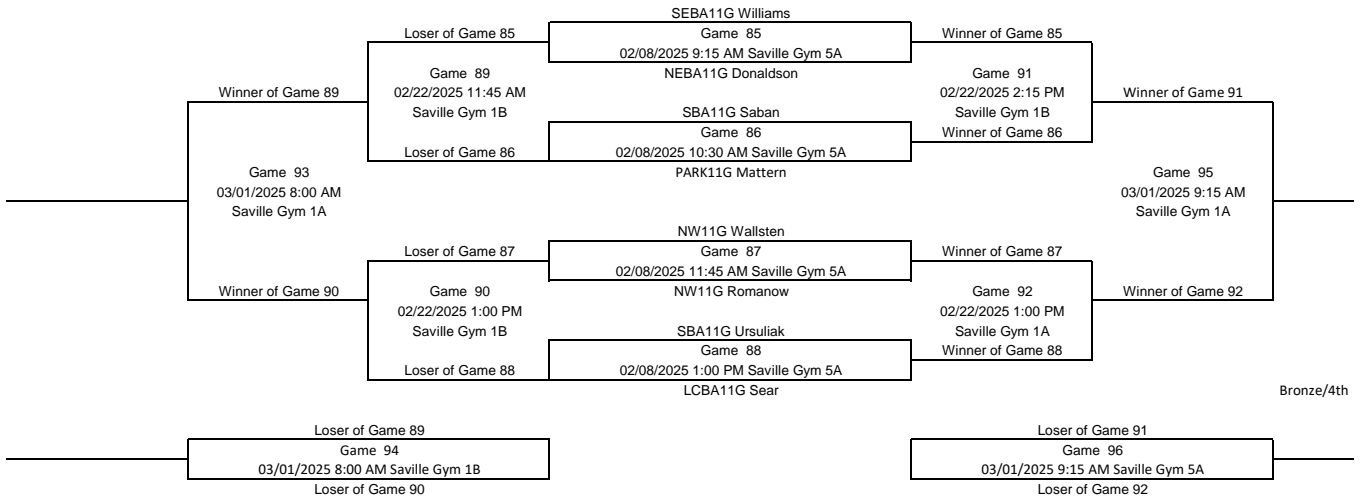 SEBA11G Williams
Loser of Game 85
Game 85
Winner of Game 85
02/08/2025 9:15 AM Saville Gym 5A
Game 89
NEBA11G Donaldson
Game 91
Winner of Game 89
02/22/2025 11:45 AM
02/22/2025 2:15 PM
Winner of Game 91
Saville Gym 1B
SBA11G Saban
Saville Gym 1B
Game 86
Winner of Game 86
Loser of Game 86
02/08/2025 10:30 AM Saville Gym 5A
Game 93
PARK11G Mattern
Game 95
03/01/2025 8:00 AM
03/01/2025 9:15 AM
Saville Gym 1A
Saville Gym 1A
NW11G Wallsten
Loser of Game 87
Game 87
Winner of Game 87
02/08/2025 11:45 AM Saville Gym 5A
Winner of Game 90
Game 90
NW11G Romanow
Game 92
Winner of Game 92
02/22/2025 1:00 PM
02/22/2025 1:00 PM
Saville Gym 1B
SBA11G Ursuliak
Saville Gym 1A
Game 88
Winner of Game 88
Loser of Game 88
02/08/2025 1:00 PM Saville Gym 5A
LCBA11G Sear
Bronze/4th
Loser of Game 89
Loser of Game 91
Game 94
Game 96
03/01/2025 8:00 AM Saville Gym 1B
03/01/2025 9:15 AM Saville Gym 5A
Loser of Game 90
Loser of Game 92